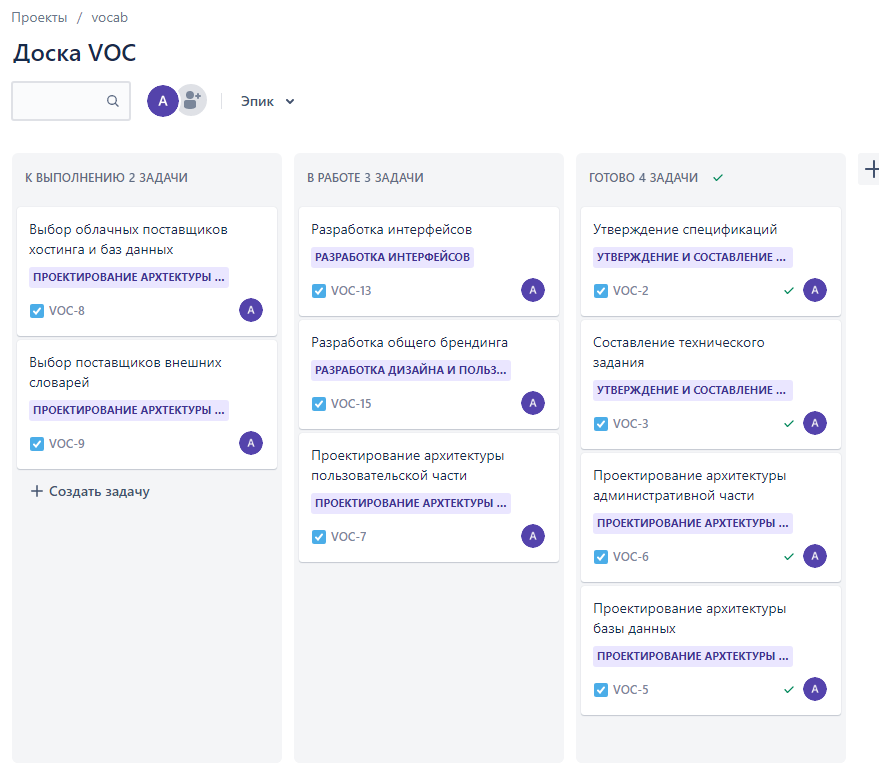 Проекты / vocab
Доска VOC
А Эпик
К ВЫПОЛНЕНИЮ 2 ЗАДАЧИ
Выбор облачных поставщиков
хостинга и баз данных
ПРОЕКТИРОВАНИЕ АРХТЕКТУРЫ ...
VOC-8 А
Выбор поставщиков внешних
словарей
ПРОЕКТИРОВАНИЕ АРХТЕКТУРЫ ...
VOC-9 А
+ Создать задачу
В РАБОТЕ 3 ЗАДАЧИ
Разработка интерфейсов
РАЗРАБОТКА ИНТЕРФЕЙСОВ
VOC-13 А
Разработка общего брендинга
РАЗРАБОТКА ДИЗАЙНА И ПОЛЬЗ...
VOC-15 А
Проектирование архитектуры
пользовательской части
ПРОЕКТИРОВАНИЕ АРХТЕКТУРЫ ...
VOC-7 А
ГОТОВО 4 ЗАДАЧИ
Утверждение спецификаций
УТВЕРЖДЕНИЕ И СОСТАВЛЕНИЕ ...
VOC-2 А
Составление технического
задания
УТВЕРЖДЕНИЕ И СОСТАВЛЕНИЕ ...
VOC-3 А
Проектирование архитектуры
административной части
ПРОЕКТИРОВАНИЕ АРХТЕКТУРЫ ...
VOC-6 А
Проектирование архитектуры
базы данных
ПРОЕКТИРОВАНИЕ АРХТЕКТУРЫ ...
VOC-5 А